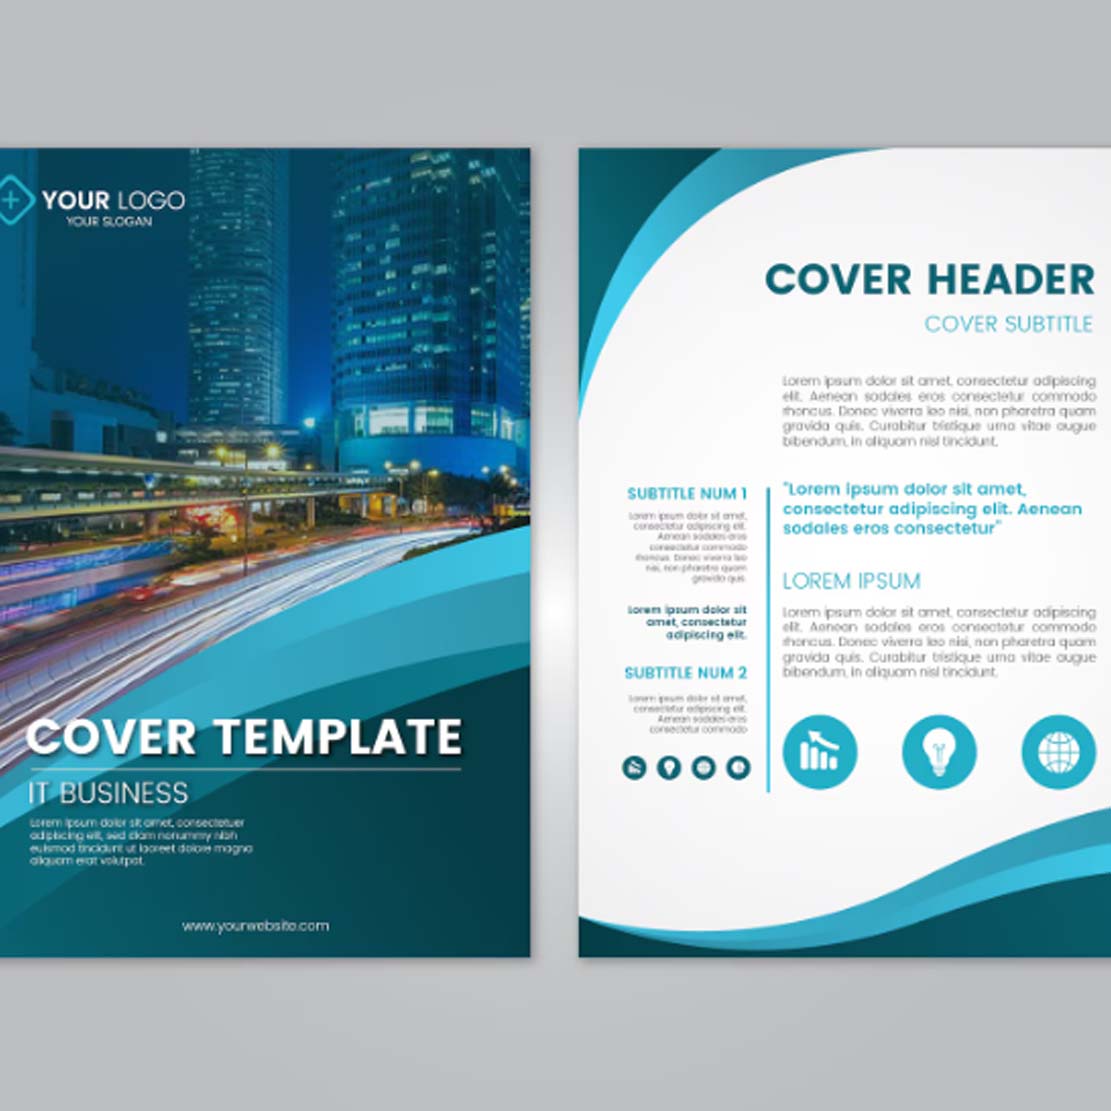 YOUR LOGO
YOUR SLOGAN
COVER TEMPLATE
IT BUSINESS
Lorem ipsum dolor sit amet, consectetuer
adipiscing elit, sed diam nonummy nibh
euismod tincidunt ut laoreet dolore magna
aliquam erat volutpat.
www.yourwebsite.com
COVER HEADER
COVER SUBTITLE
Lorem ipsum dolor sit amet, consectetur adipiscing
elit. Aenean sodales eros consectetur commodo
rhoncus. Donec viverra leo nisi, non pharetra quam
gravida quis. Curabitur tristique urna vitae augue
bibendum, in aliquam nisl tincidunt.
SUBTITLE NUM 1
Lorem ipsum dolor sit amet,
consectetur adipiscing elit.
Aenean sodales eros
consectetur commodo
rhoncus. Donec viverra leo
nisi, non pharetra quam
gravida quis.
Lorem ipsum dolor sit
amet, consectetur
adipiscing elit.
SUBTITLE NUM 2
Lorem ipsum dolor sit amet,
consectetur adipiscing elit.
Aenean sodales eros
consectetur commodo
"Lorem ipsum dolor sit amet,
consectetur adipiscing elit. Aenean
sodales eros consectetur"
LOREM IPSUM
Lorem ipsum dolor sit amet, consectetur adipiscing
elit. Aenean sodales eros consectetur commodo
rhoncus. Donec viverra leo nisi, non pharetra quam
gravida quis. Curabitur tristique urna vitae augue
bibendum, in aliquam nisl tincidunt.